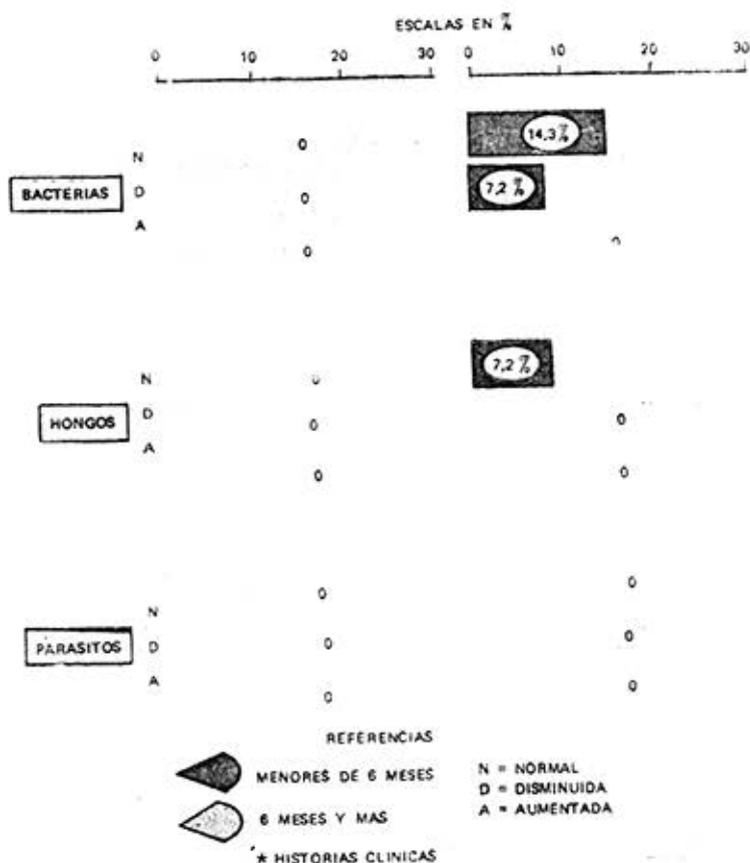 ESCALAS EN %
0 10 20 30 0 10 20 30
N 0 14,3 %
BACTERIAS D 0 7,2 %
A 0 0
N 0 7,2 %
HONGOS D 0 0
A 0 0
N 0 0
PARASITOS D 0 0
A 0 0
REFERENCIAS
MENORES DE 6 MESES
6 MESES Y MAS
* HISTORIAS CLINICAS
N = NORMAL
D = DISMINUIDA
A = AUMENTADA